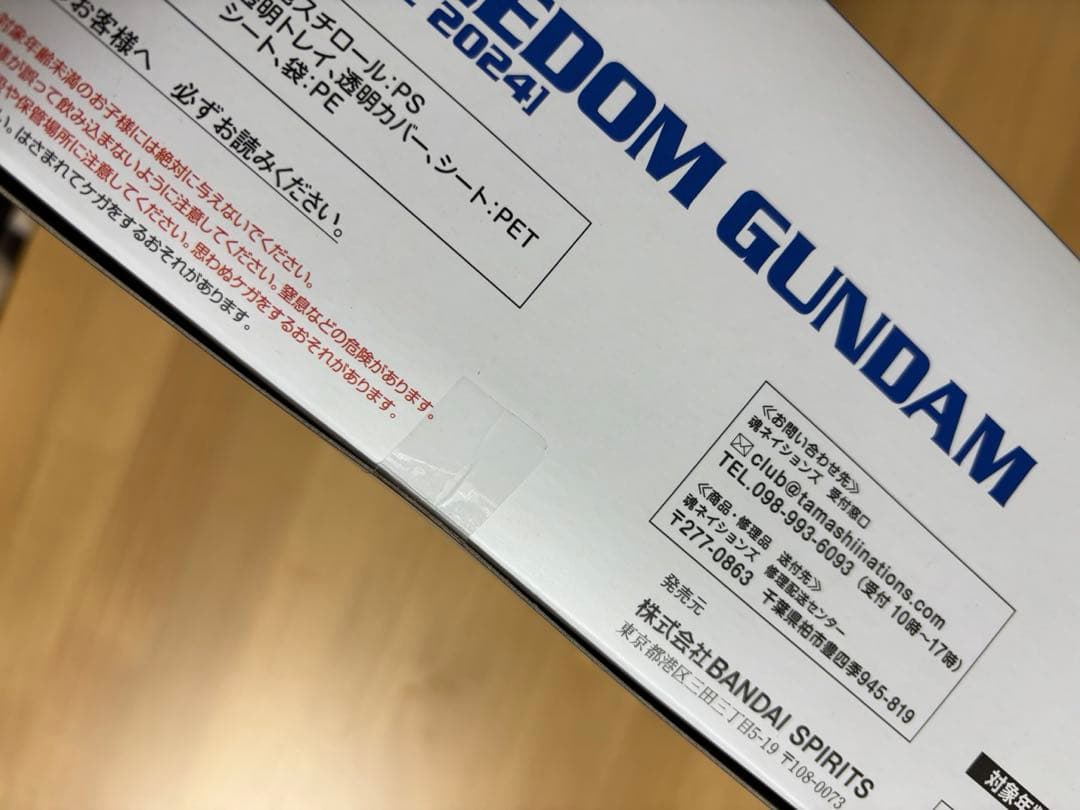 EDOM GUNDAM
2024]
スチロール:PS
透明トレイ、透明カバー、シート:PET
シート、袋:PE
お客様へ 必ずお読みください。
対象年齢未満のお子様には絶対に与えないでください。
様が誤って飲み込まないように注意してください。窒息などの危険があります。
や保管場所に注意してください。思わぬケガをするおそれがあります。
い。はさまれてケガをするおそれがあります。
《お問い合わせ先》
魂ネイションズ 受付窓口
club@tamashiinations.com
TEL.098-993-6093 (受付 10時~17時)
《商品・修理品 送付先》
魂ネイションズ 修理配送センター
〒277-0863 千葉県柏市豊四季945-819
発売元
株式会社BANDAI SPIRITS
東京都港区三田三丁目5-19 〒108-0073
対象年